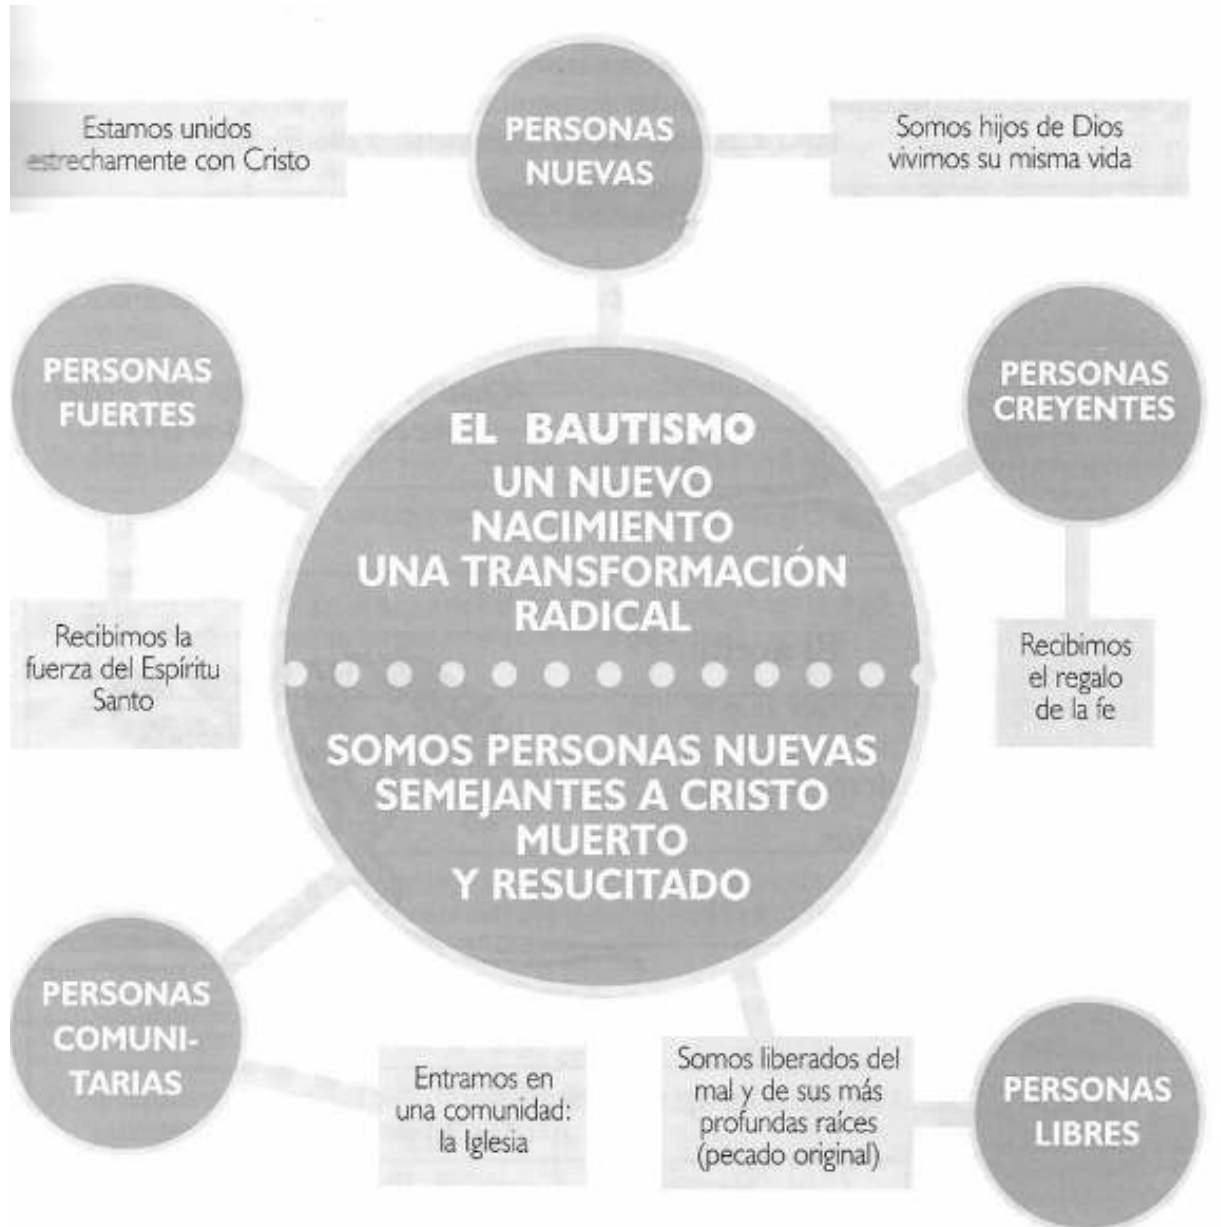 PERSONAS
NUEVAS
Estamos unidos
estrechamente con Cristo
Somos hijos de Dios
vivimos su misma vida
PERSONAS
FUERTES
Recibimos la
fuerza del Espíritu
Santo
PERSONAS
CREYENTES
Recibimos
el regalo
de la fe
EL BAUTISMO
UN NUEVO
NACIMIENTO
UNA TRANSFORMACIÓN
RADICAL
SOMOS PERSONAS NUEVAS
SEMEJANTES A CRISTO
MUERTO
Y RESUCITADO
PERSONAS
COMUNI-
TARIAS
Entramos en
una comunidad:
la Iglesia
Somos liberados del
mal y de sus más
profundas raíces
(pecado original)
PERSONAS
LIBRES